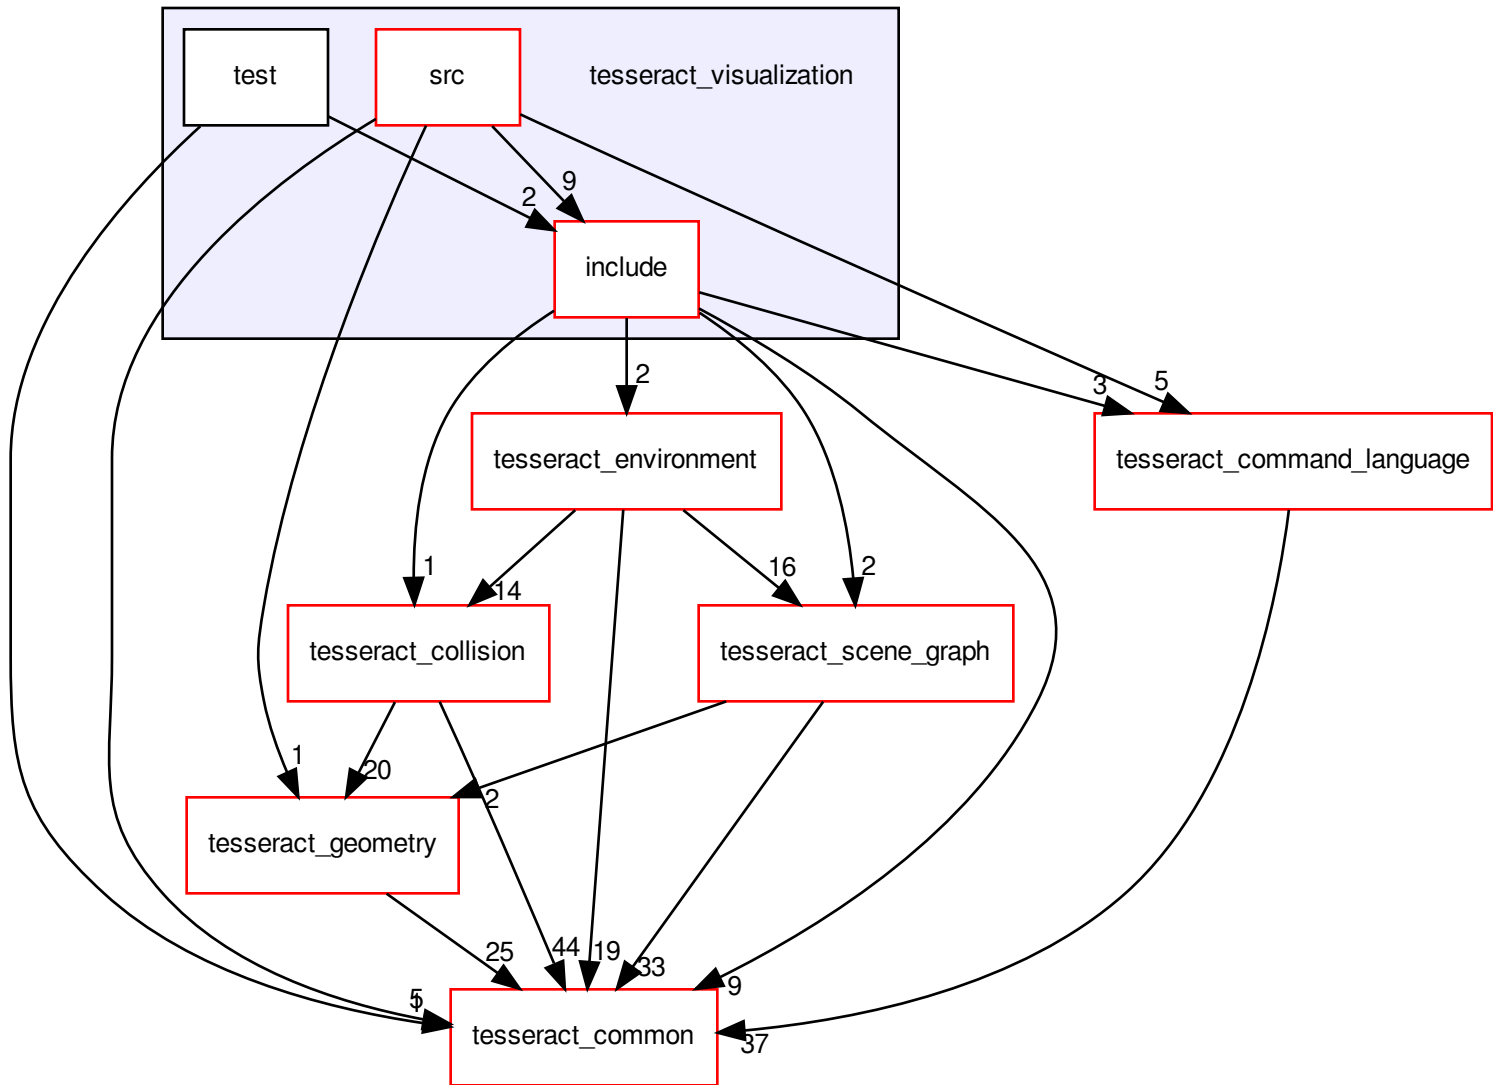 test
src
tesseract_visualization
2
9
include
2
3
5
tesseract_environment
tesseract_command_language
1
14
16
2
tesseract_collision
tesseract_scene_graph
1
20
2
tesseract_geometry
25
44
19
33
9
5
1
37
tesseract_common